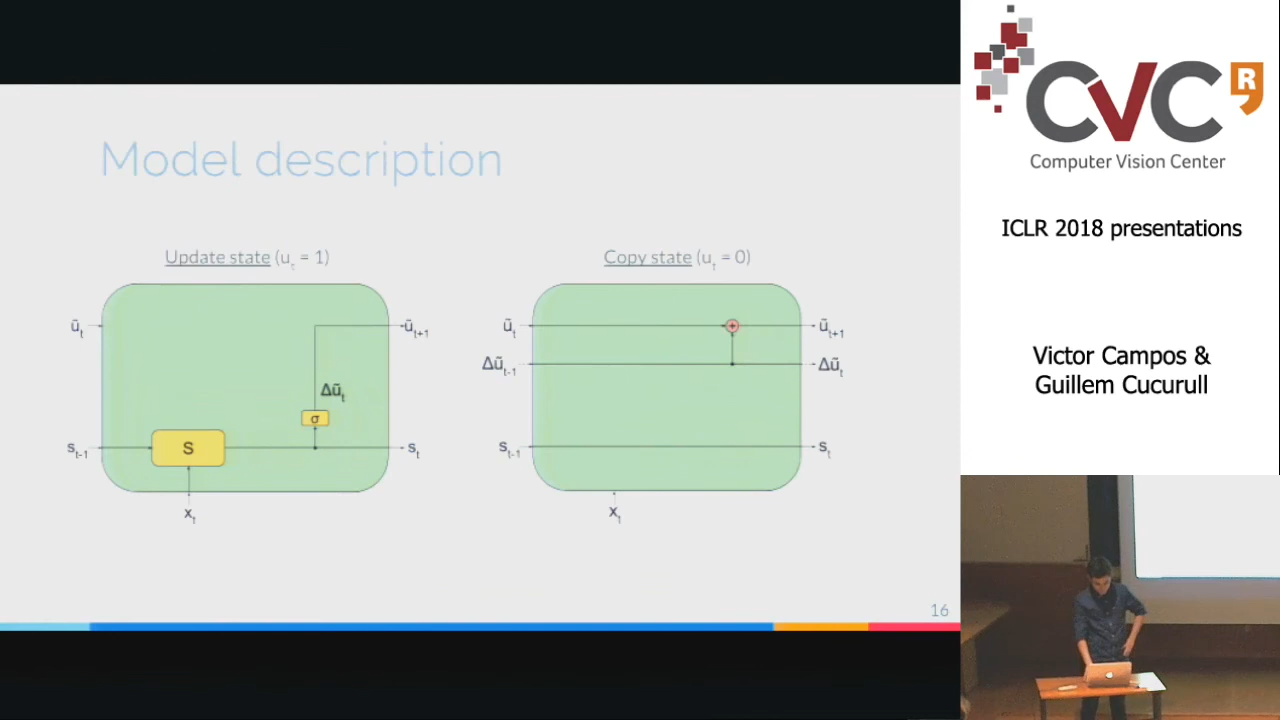 Model description
Update state (uₜ = 1)
Copy state (uₜ = 0)
ũₜ
ũₜ₊₁
Δũₜ
σ
sₜ₋₁
S
sₜ
xₜ
ũₜ
ũₜ₊₁
Δũₜ₋₁
Δũₜ
sₜ₋₁
sₜ
xₜ
16
CVC
R
Computer Vision Center
ICLR 2018 presentations
Victor Campos &
Guillem Cucurull